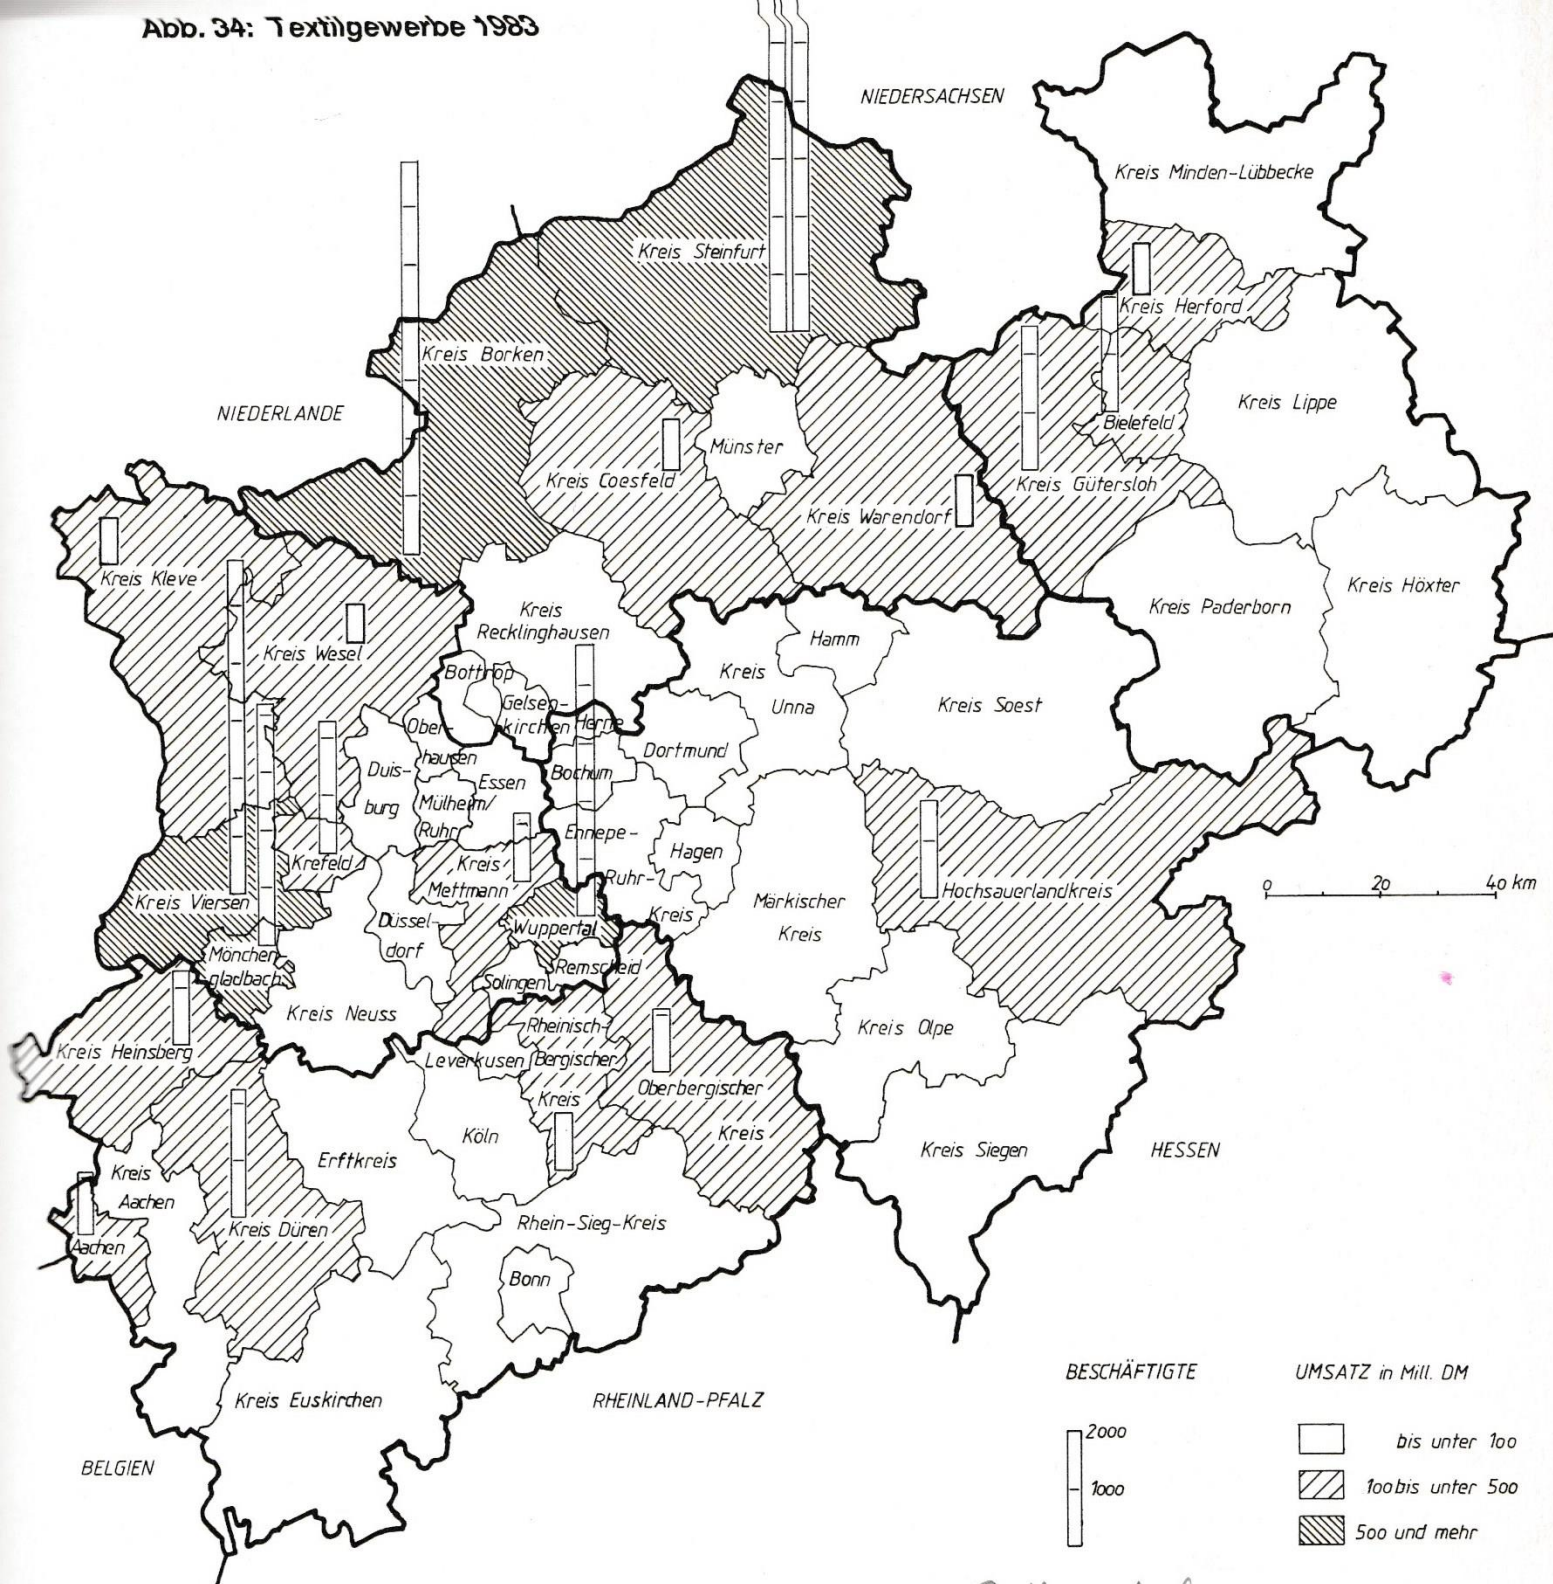 Abb. 34: Textilgewerbe 1983
NIEDERSACHSEN
Kreis Minden-Lübbecke
Kreis Steinfurt
Kreis Herford
Kreis Borken
NIEDERLANDE
Kreis Lippe
Bielefeld
Münster
Kreis Coesfeld
Kreis Gütersloh
Kreis Warendorf
Kreis Kleve
Kreis Höxter
Kreis Paderborn
Kreis
Recklinghausen
Hamm
Kreis Wesel
Bottrop
Kreis
Unna
Gelsen-
kirchen
Herne
Kreis Soest
Ober-
hausen
Dortmund
Duis-
burg
Essen
Bochum
Mülheim/
Ruhr
Ennepe-
Ruhr-
Kreis
Hagen
Krefeld
Kreis
Mettmann
Hochsauerlandkreis
0 20 40 km
Kreis Viersen
Märkischer
Kreis
Düssel-
dorf
Wuppertal
Mönchen-
gladbach
Solingen
Remscheid
Kreis Neuss
Kreis Olpe
Kreis Heinsberg
Leverkusen
Rheinisch-
Bergischer
Kreis
Oberbergischer
Kreis
Köln
Erftkreis
Kreis Siegen
HESSEN
Kreis
Aachen
Aachen
Kreis Düren
Rhein-Sieg-Kreis
Bonn
Kreis Euskirchen
RHEINLAND-PFALZ
BELGIEN
BESCHÄFTIGTE
2000
1000
UMSATZ in Mill. DM
bis unter 100
100 bis unter 500
500 und mehr